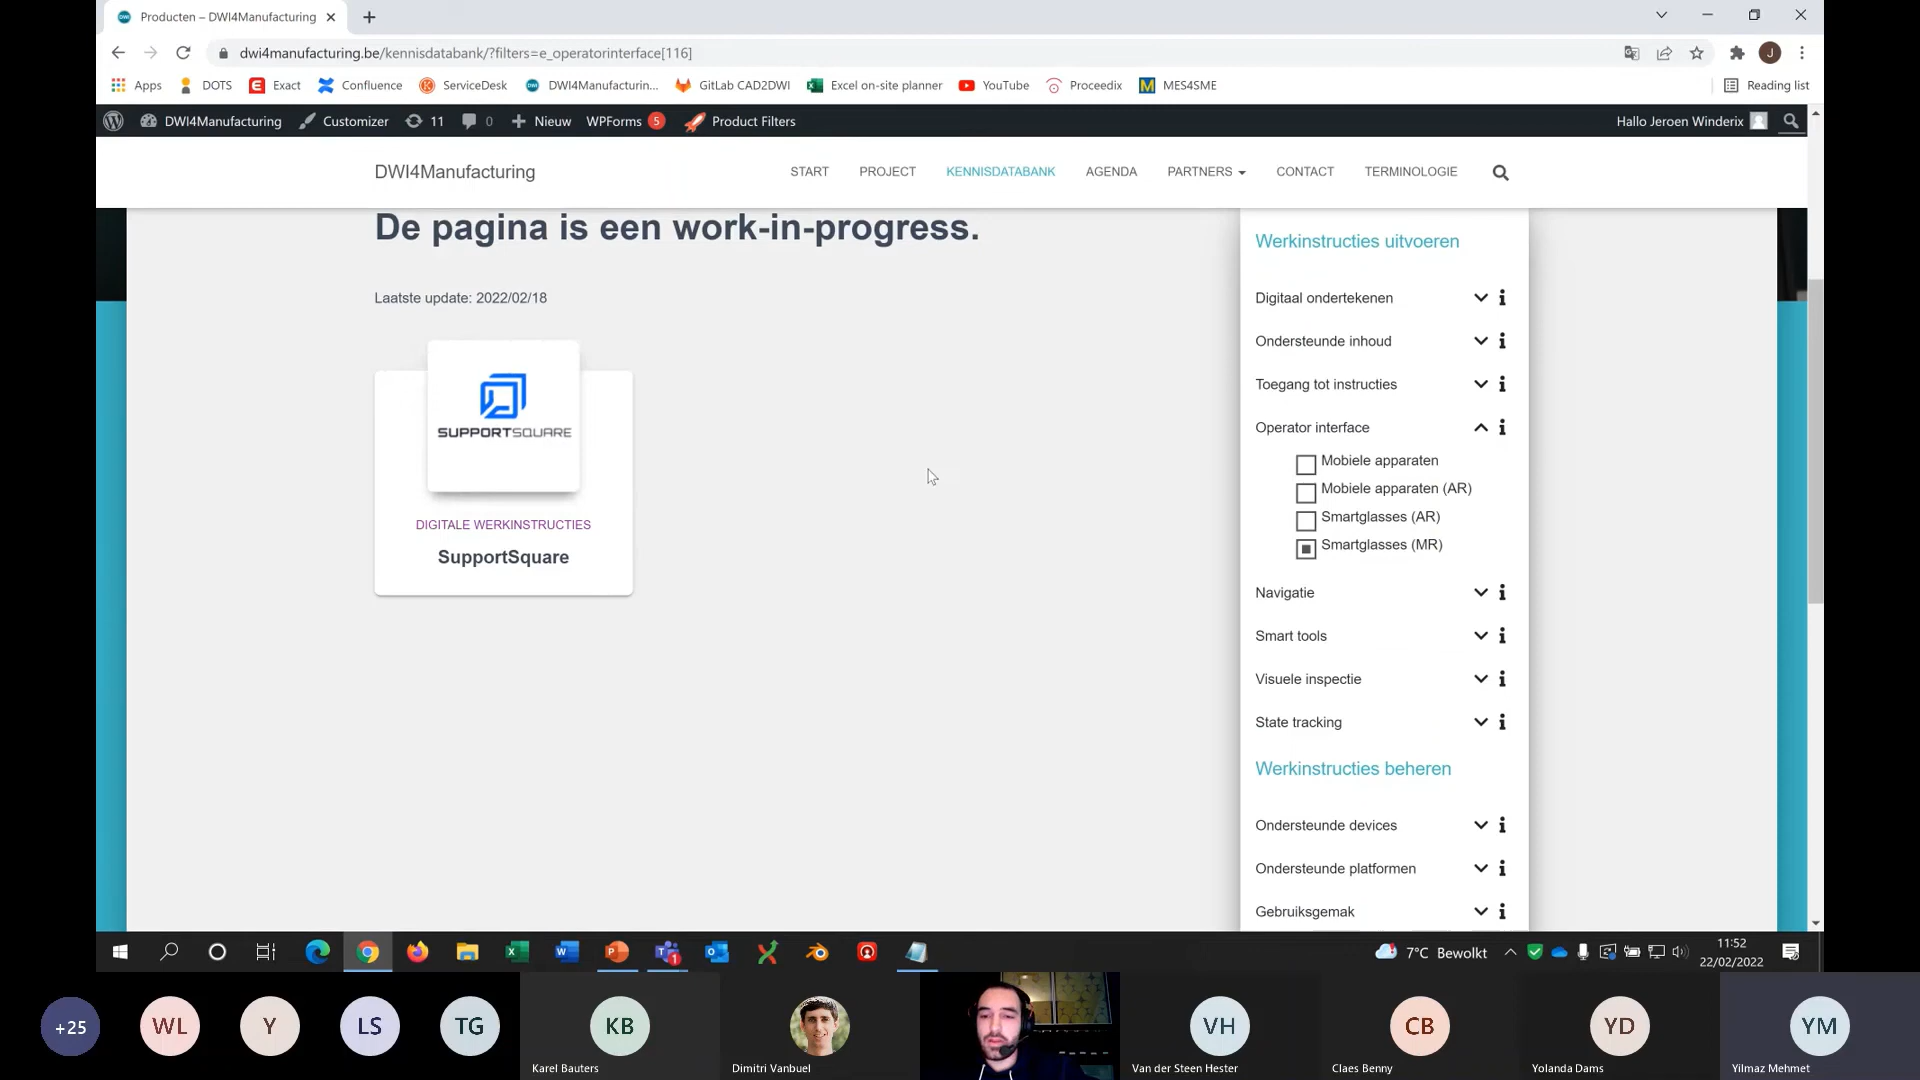 Producten – DWI4Manufacturing
dwi4manufacturing.be/kennisdatabank/?filters=e_operatorinterface[116]
J
Apps
DOTS
Exact
Confluence
ServiceDesk
DWI4Manufacturin...
GitLab CAD2DWI
Excel on-site planner
YouTube
Proceedix
MES4SME
Reading list
DWI4Manufacturing
Customizer
11
0
Nieuw
WPForms 5
Product Filters
Hallo Jeroen Winderix
DWI4Manufacturing
START
PROJECT
KENNISDATABANK
AGENDA
PARTNERS
CONTACT
TERMINOLOGIE
De pagina is een work-in-progress.
Laatste update: 2022/02/18
SUPPORTSQUARE
DIGITALE WERKINSTRUCTIES
SupportSquare
Werkinstructies uitvoeren
Digitaal ondertekenen
Ondersteunde inhoud
Toegang tot instructies
Operator interface
Mobiele apparaten
Mobiele apparaten (AR)
Smartglasses (AR)
Smartglasses (MR)
Navigatie
Smart tools
Visuele inspectie
State tracking
Werkinstructies beheren
Ondersteunde devices
Ondersteunde platformen
Gebruiksgemak
7°C Bewolkt
11:52
22/02/2022
+25
WL
Y
LS
TG
KB
Karel Bauters
Dimitri Vanbuel
VH
Van der Steen Hester
CB
Claes Benny
YD
Yolanda Dams
YM
Yilmaz Mehmet